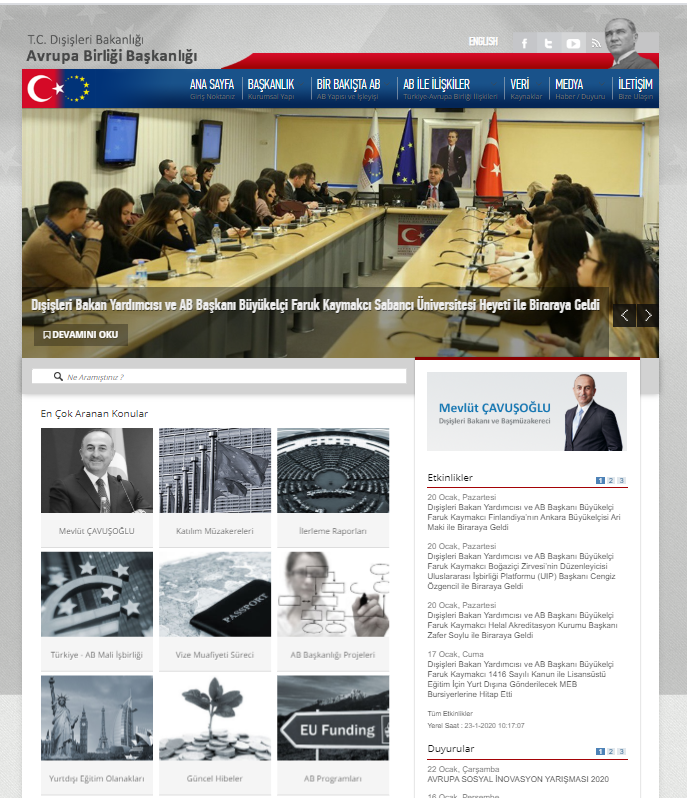 T.C. Dışişleri Bakanlığı
Avrupa Birliği Başkanlığı
ENGLISH
ANA SAYFA BAŞKANLIK BİR BAKIŞTA AB AB İLE İLİŞKİLER VERİ MEDYA İLETİŞİM
Giriş Noktanız Kurumsal Yapı AB Yapısı ve İşleyişi Türkiye-Avrupa Birliği İlişkileri Kaynaklar Haber / Duyuru Bize Ulaşın
Dışişleri Bakan Yardımcısı ve AB Başkanı Büyükelçi Faruk Kaymakcı Sabancı Üniversitesi Heyeti ile Biraraya Geldi
DEVAMINI OKU
Ne Aramıştınız ?
En Çok Aranan Konular
Mevlüt ÇAVUŞOĞLU
Katılım Müzakereleri
İlerleme Raporları
PASSPORT
Türkiye - AB Mali İşbirliği
Vize Muafiyeti Süreci
AB Başkanlığı Projeleri
EU Funding
Yurtdışı Eğitim Olanakları
Güncel Hibeler
AB Programları
Mevlüt ÇAVUŞOĞLU
Dışişleri Bakanı ve Başmüzakereci
Etkinlikler 1 2 3
20 Ocak, Pazartesi
Dışişleri Bakan Yardımcısı ve AB Başkanı Büyükelçi
Faruk Kaymakcı Finlandiya'nın Ankara Büyükelçisi Ari
Maki ile Biraraya Geldi
20 Ocak, Pazartesi
Dışişleri Bakan Yardımcısı ve AB Başkanı Büyükelçi
Faruk Kaymakcı Boğaziçi Zirvesi'nin Düzenleyicisi
Uluslararası İşbirliği Platformu (UIP) Başkanı Cengiz
Özgencil ile Biraraya Geldi
20 Ocak, Pazartesi
Dışişleri Bakan Yardımcısı ve AB Başkanı Büyükelçi
Faruk Kaymakcı Helal Akreditasyon Kurumu Başkanı
Zafer Soylu ile Biraraya Geldi
17 Ocak, Cuma
Dışişleri Bakan Yardımcısı ve AB Başkanı Büyükelçi
Faruk Kaymakcı 1416 Sayılı Kanun ile Lisansüstü
Eğitim İçin Yurt Dışına Gönderilecek MEB
Bursiyerlerine Hitap Etti
Tüm Etkinlikler
Yerel Saat : 23-1-2020 10:17:07
Duyurular 1 2 3
22 Ocak, Çarşamba
AVRUPA SOSYAL İNOVASYON YARIŞMASI 2020
16 Ocak, Perşembe